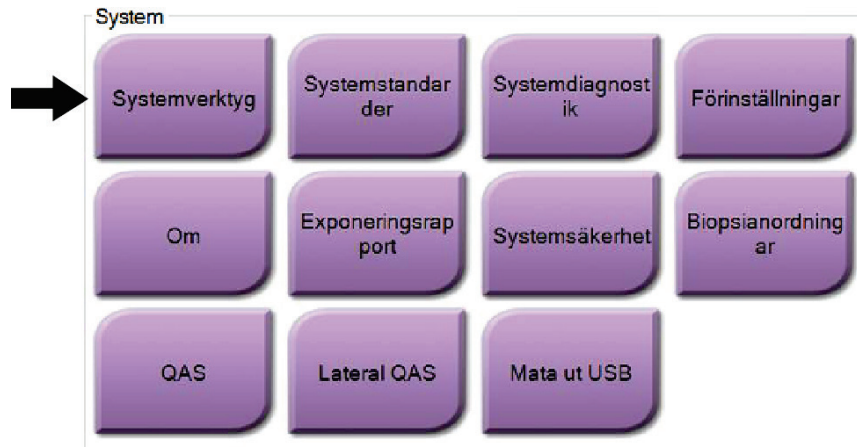 System
Systemverktyg
Systemstandar
der
Systemdiagnost
ik
Förinställningar
Om
Exponeringsrap
port
Systemsäkerhet
Biopsianordning
ar
QAS
Lateral QAS
Mata ut USB